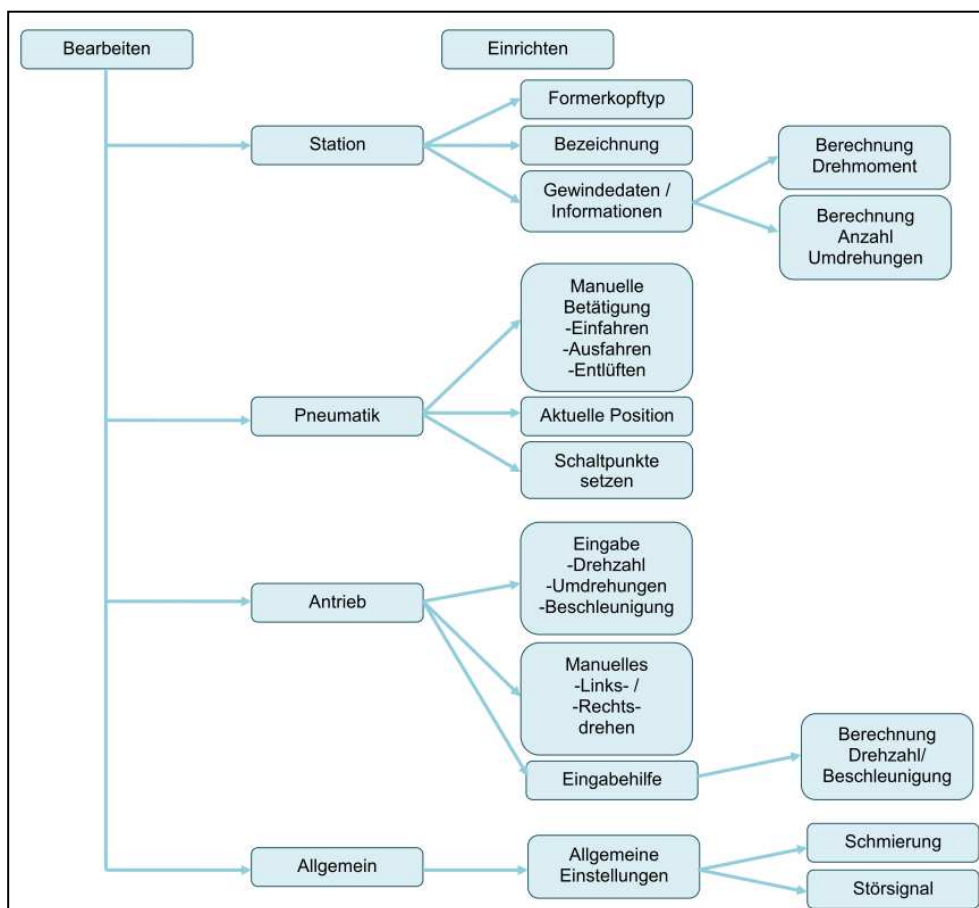 Bearbeiten
Einrichten
Station
Formerkopftyp
Bezeichnung
Gewindedaten /
Informationen
Berechnung
Drehmoment
Berechnung
Anzahl
Umdrehungen
Pneumatik
Manuelle
Betätigung
-Einfahren
-Ausfahren
-Entlüften
Aktuelle Position
Schaltpunkte
setzen
Antrieb
Eingabe
-Drehzahl
-Umdrehungen
-Beschleunigung
Manuelles
-Links- /
-Rechts-
drehen
Eingabehilfe
Berechnung
Drehzahl/
Beschleunigung
Allgemein
Allgemeine
Einstellungen
Schmierung
Störsignal